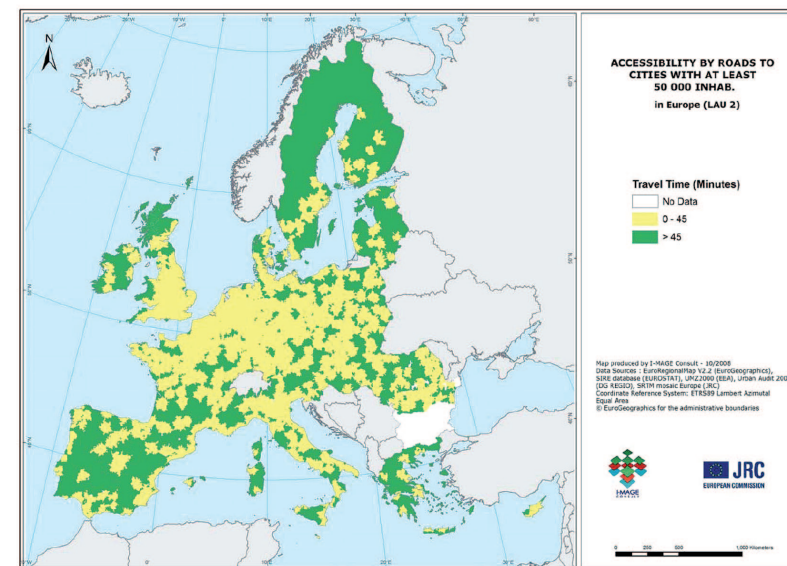 N
ACCESSIBILITY BY ROADS TO
CITIES WITH AT LEAST
50 000 INHAB.
in Europe (LAU 2)
Travel Time (Minutes)
No Data
0 - 45
> 45
Map produced by I-MAGE Consult - 10/2008
Data Sources : EuroRegionalMap V2.2 (EuroGeographics),
SIRE database (EUROSTAT), UMZ2000 (EEA), Urban Audit 200
(DG REGIO), SRTM mosaic Europe (JRC)
Coordinate Reference System: ETRS89 Lambert Azimutal
Equal Area
© EuroGeographics for the administrative boundaries
I-MAGE
JRC
EUROPEAN COMMISSION
0 250 500 1,000 Kilometers